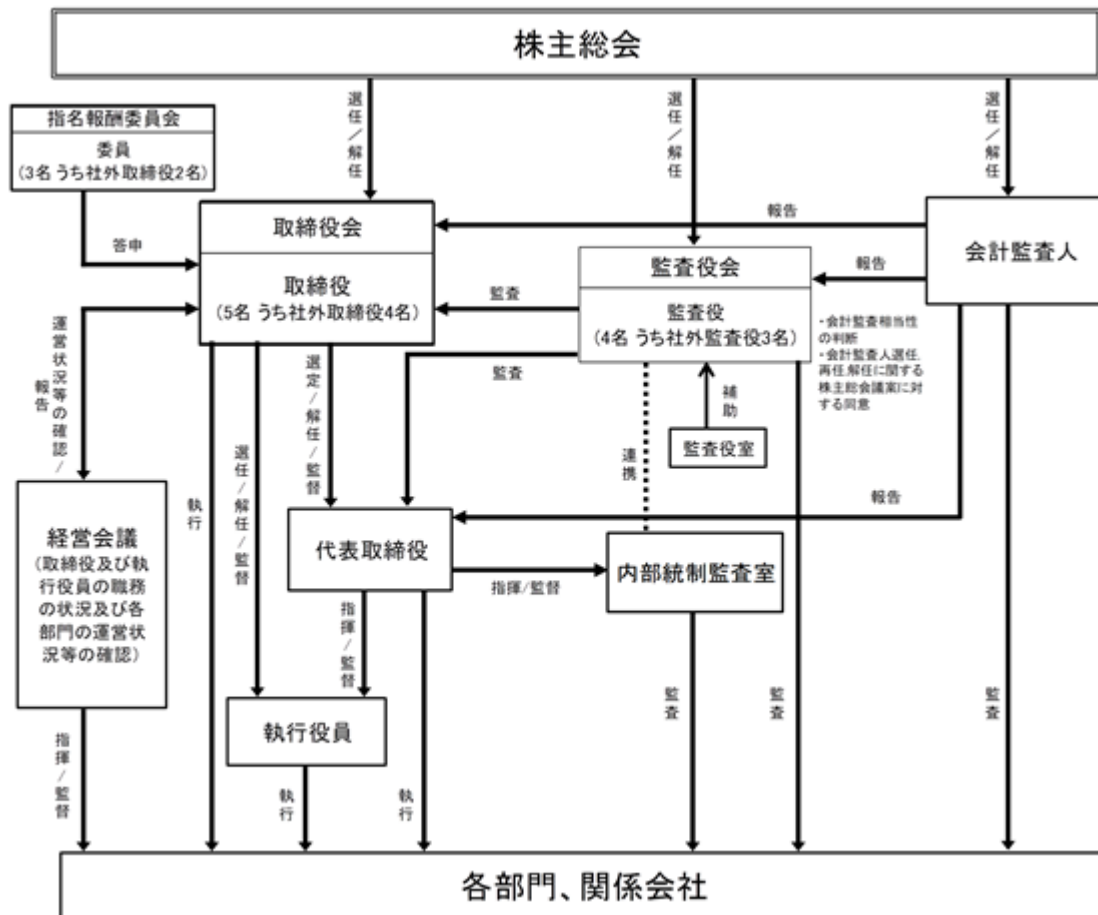 株主総会
選任/解任
選任/解任
選任/解任
指名報酬委員会
委員
(3名 うち社外取締役2名)
答申
取締役会
取締役
(5名 うち社外取締役4名)
報告
会計監査人
監査役会
監査役
(4名 うち社外監査役3名)
報告
監査
監査
・会計監査相当性
の判断
・会計監査人選任、
再任、解任に関する
株主総会議案に対
する同意
補助
監査役室
連携
運営状況等の確認/
報告
選定/解任/監督
選任/解任/監督
執行
報告
経営会議
(取締役及び執
行役員の職務
の状況及び各
部門の運営状
況等の確認)
代表取締役
指揮/監督
内部統制監査室
指揮/監督
執行役員
指揮/監督
執行
執行
監査
監査
監査
各部門、関係会社